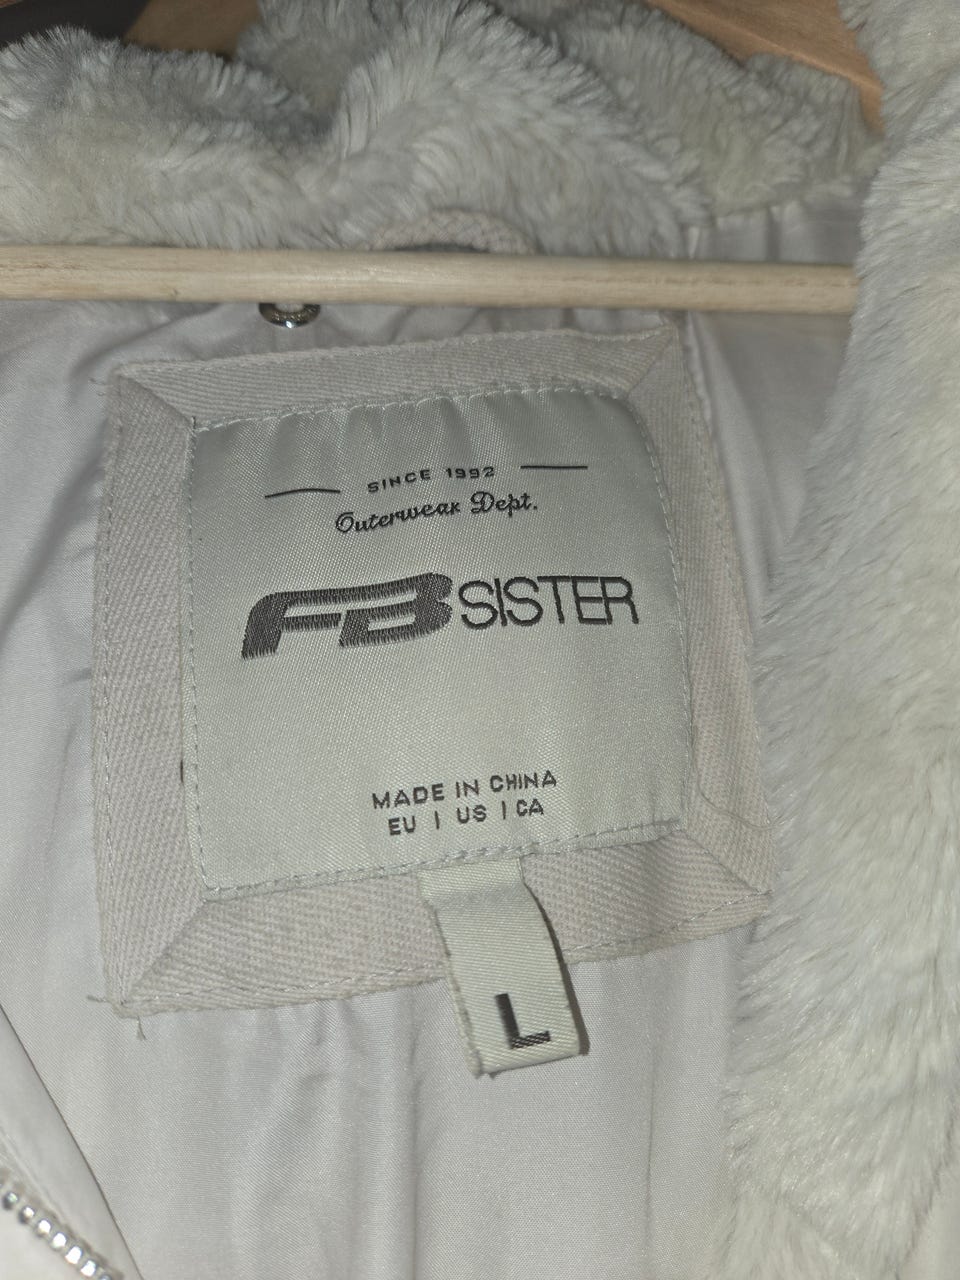 SINCE 1992
Outerwear Dept.
FB SISTER
MADE IN CHINA
EU | US | CA
L